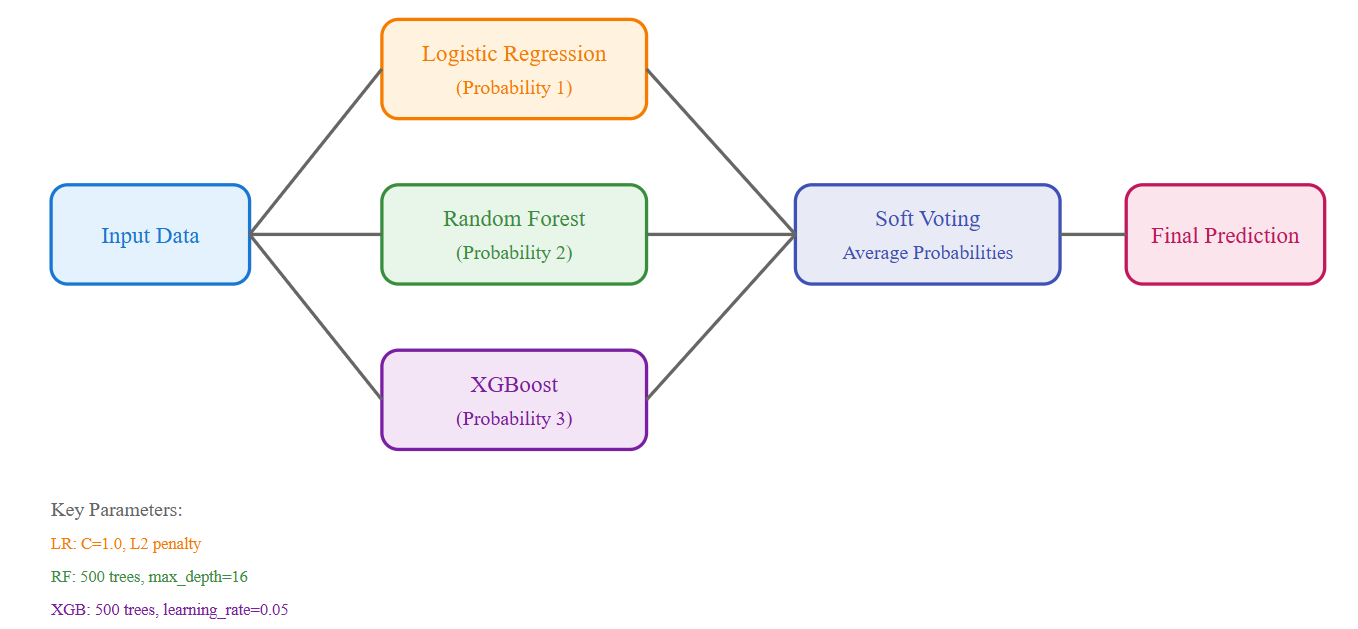 Logistic Regression
(Probability 1)
Input Data
Random Forest
(Probability 2)
Soft Voting
Average Probabilities
Final Prediction
XGBoost
(Probability 3)
Key Parameters:
LR: C=1.0, L2 penalty
RF: 500 trees, max_depth=16
XGB: 500 trees, learning_rate=0.05